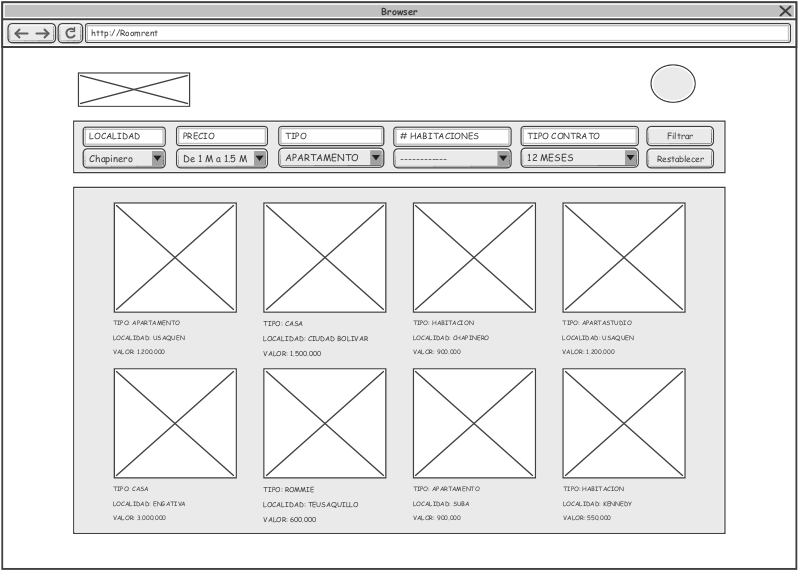 Browser
http://Roomrent
LOCALIDAD PRECIO TIPO # HABITACIONES TIPO CONTRATO Filtrar
Chapinero De 1 M a 1.5 M APARTAMENTO ------------ 12 MESES Restablecer
TIPO: APARTAMENTO TIPO: CASA TIPO: HABITACION TIPO: APARTASTUDIO
LOCALIDAD: USAQUEN LOCALIDAD: CIUDAD BOLIVAR LOCALIDAD: CHAPINERO LOCALIDAD: USAQUEN
VALOR: 1.200.000 VALOR: 1.500.000 VALOR: 900.000 VALOR: 1.200.000
TIPO: CASA TIPO: ROMMIE TIPO: APARTAMENTO TIPO: HABITACION
LOCALIDAD: ENGATIVA LOCALIDAD: TEUSAQUILLO LOCALIDAD: SUBA LOCALIDAD: KENNEDY
VALOR: 3.000.000 VALOR: 600.000 VALOR: 900.000 VALOR: 550.000